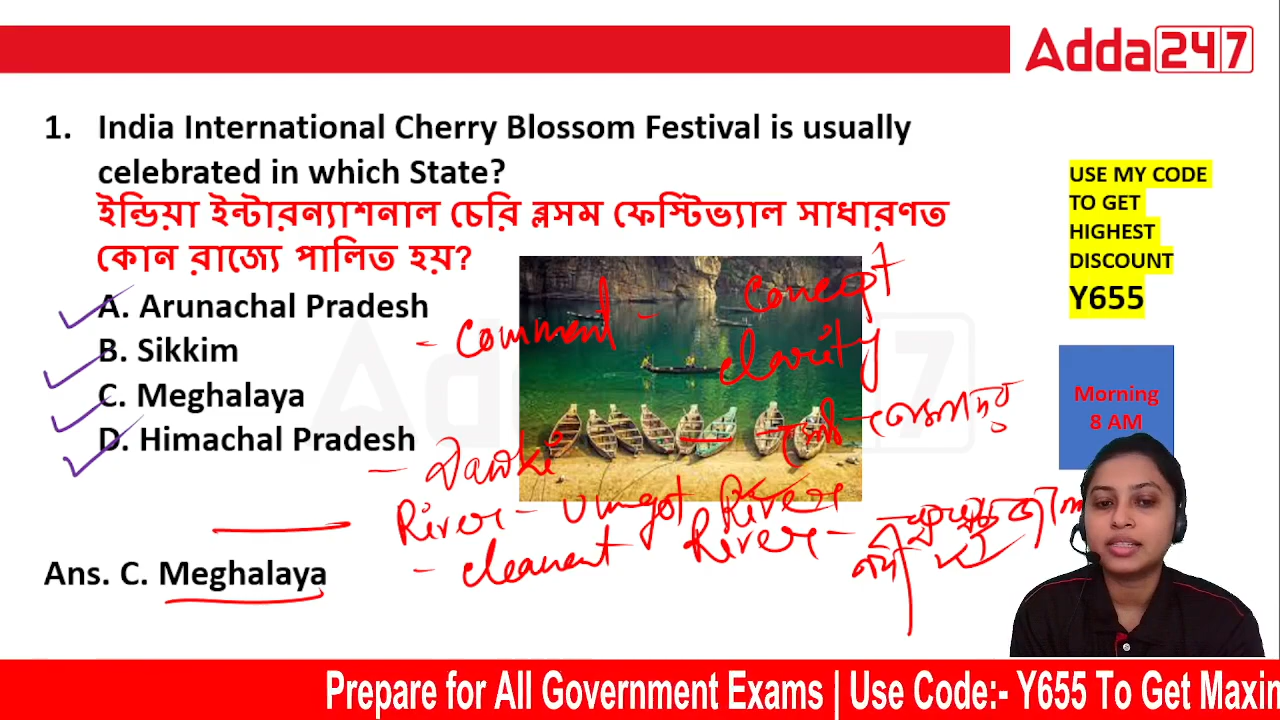 Adda247
1. India International Cherry Blossom Festival is usually
celebrated in which State?
ইন্ডিয়া ইন্টারন্যাশনাল চেরি ব্লসম ফেস্টিভ্যাল সাধারণত
কোন রাজ্যে পালিত হয়?
A. Arunachal Pradesh
B. Sikkim
C. Meghalaya
D. Himachal Pradesh
Ans. C. Meghalaya
- comment -
concept
clarity
- Dawki
River - Umngot River
River -
নদী
USE MY CODE
TO GET
HIGHEST
DISCOUNT
Y655
Morning
8 AM
Prepare for All Government Exams | Use Code:- Y655 To Get